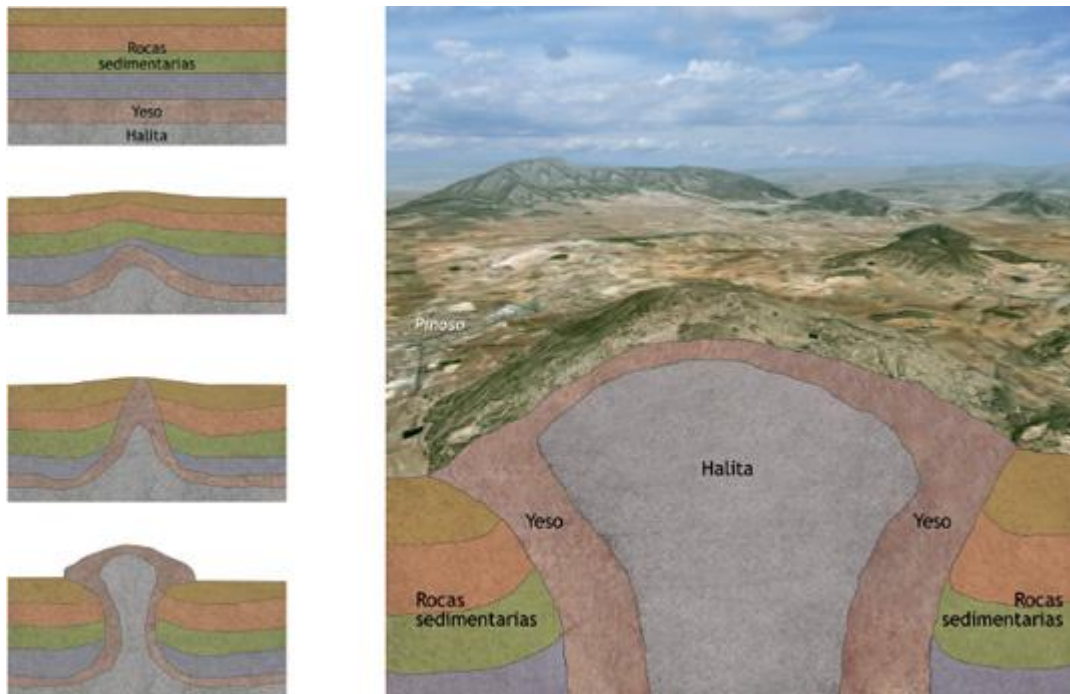 Rocas
sedimentarias
Yeso
Halita
Pinoso
Halita
Yeso
Yeso
Rocas
sedimentarias
Rocas
sedimentarias